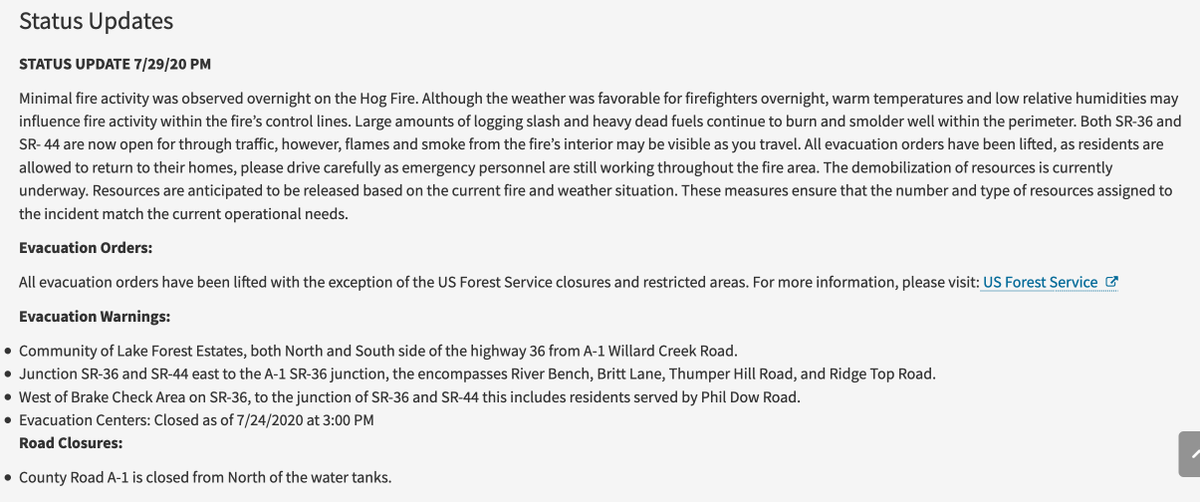 Status Updates
STATUS UPDATE 7/29/20 PM
Minimal fire activity was observed overnight on the Hog Fire. Although the weather was favorable for firefighters overnight, warm temperatures and low relative humidities may
influence fire activity within the fire's control lines. Large amounts of logging slash and heavy dead fuels continue to burn and smolder well within the perimeter. Both SR-36 and
SR- 44 are now open for through traffic, however, flames and smoke from the fire's interior may be visible as you travel. All evacuation orders have been lifted, as residents are
allowed to return to their homes, please drive carefully as emergency personnel are still working throughout the fire area. The demobilization of resources is currently
underway. Resources are anticipated to be released based on the current fire and weather situation. These measures ensure that the number and type of resources assigned to
the incident match the current operational needs.
Evacuation Orders:
All evacuation orders have been lifted with the exception of the US Forest Service closures and restricted areas. For more information, please visit: US Forest Service
Evacuation Warnings:
• Community of Lake Forest Estates, both North and South side of the highway 36 from A-1 Willard Creek Road.
• Junction SR-36 and SR-44 east to the A-1 SR-36 junction, the encompasses River Bench, Britt Lane, Thumper Hill Road, and Ridge Top Road.
• West of Brake Check Area on SR-36, to the junction of SR-36 and SR-44 this includes residents served by Phil Dow Road.
• Evacuation Centers: Closed as of 7/24/2020 at 3:00 PM
Road Closures:
• County Road A-1 is closed from North of the water tanks.